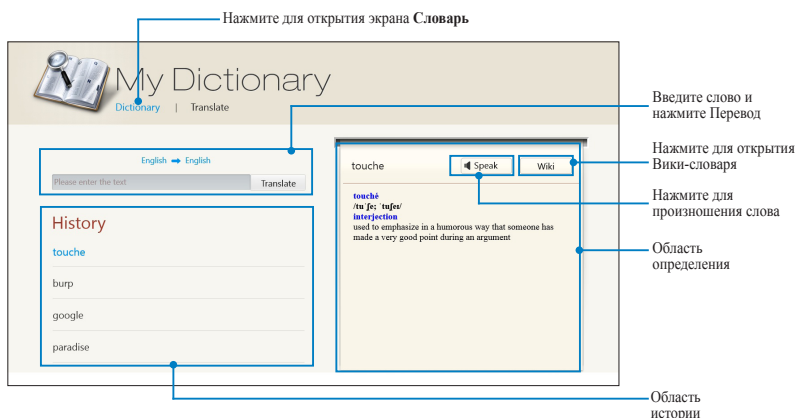 Нажмите для открытия экрана Словарь
My Dictionary
Dictionary | Translate
Введите слово и
нажмите Перевод
English ➡ English
Please enter the text
Translate
touche
Speak
Wiki
Нажмите для открытия
Вики-словаря
touché
/tuˈʃe; ˈtuʃeɪ/
interjection
used to emphasize in a humorous way that someone has
made a very good point during an argument
Нажмите для
произношения слова
History
touche
burp
google
paradise
Область
определения
Область
истории